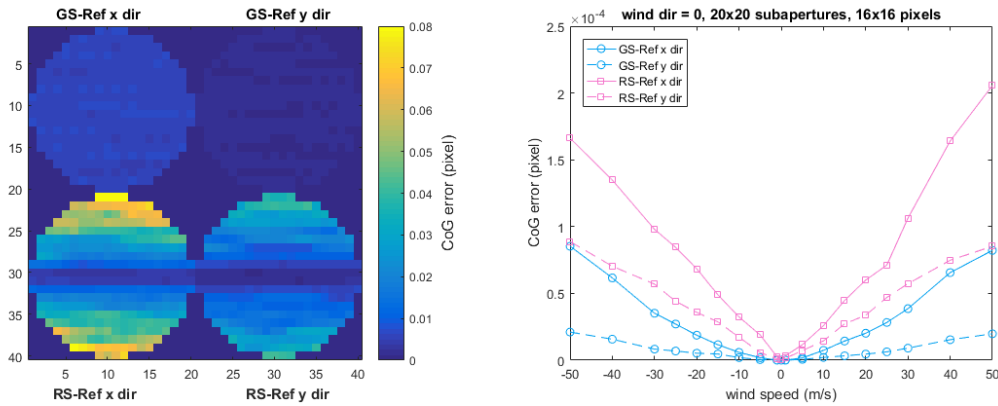 GS-Ref x dir GS-Ref y dir
5
10
15
20
25
30
35
40
5 10 15 20 25 30 35 40
RS-Ref x dir RS-Ref y dir
0.08
0.07
0.06
0.05
0.04
0.03
0.02
0.01
0
CoG error (pixel)
wind dir = 0, 20x20 subapertures, 16x16 pixels
×10⁻⁴
2.5
2
1.5
1
0.5
0
CoG error (pixel)
GS-Ref x dir
GS-Ref y dir
RS-Ref x dir
RS-Ref y dir
-50 -40 -30 -20 -10 0 10 20 30 40 50
wind speed (m/s)